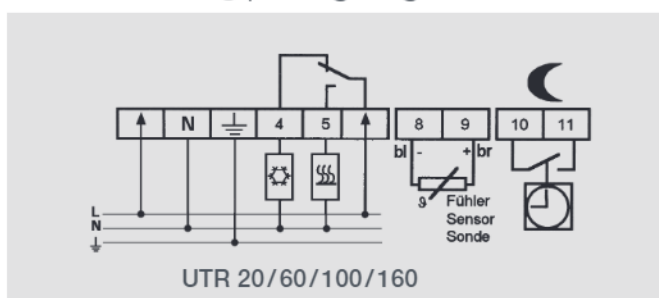 N 4 5 8 9 10 11
bl - + br
L
N
ϑ Fühler
Sensor
Sonde
UTR 20/60/100/160